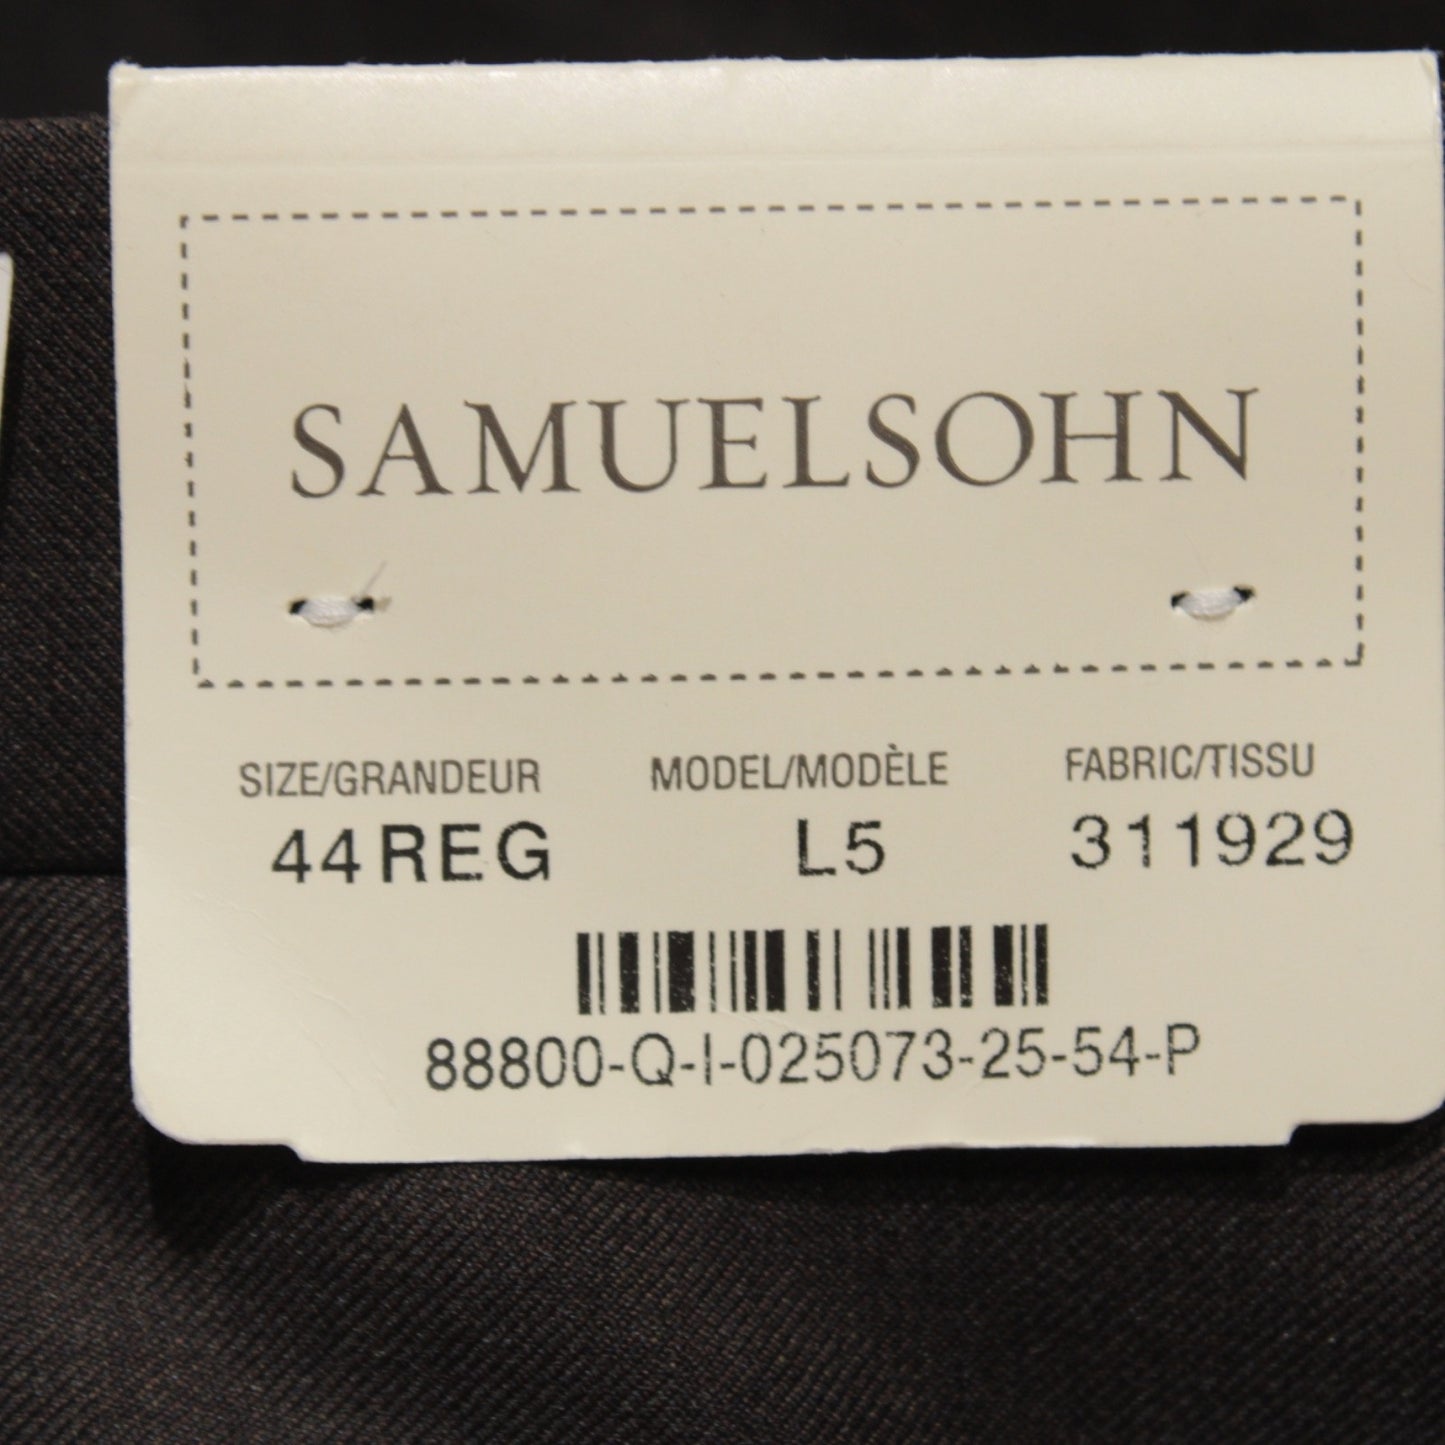 SAMUELSOHN
SIZE/GRANDEUR MODEL/MODÈLE FABRIC/TISSU
44REG L5 311929
88800-Q-I-025073-25-54-P